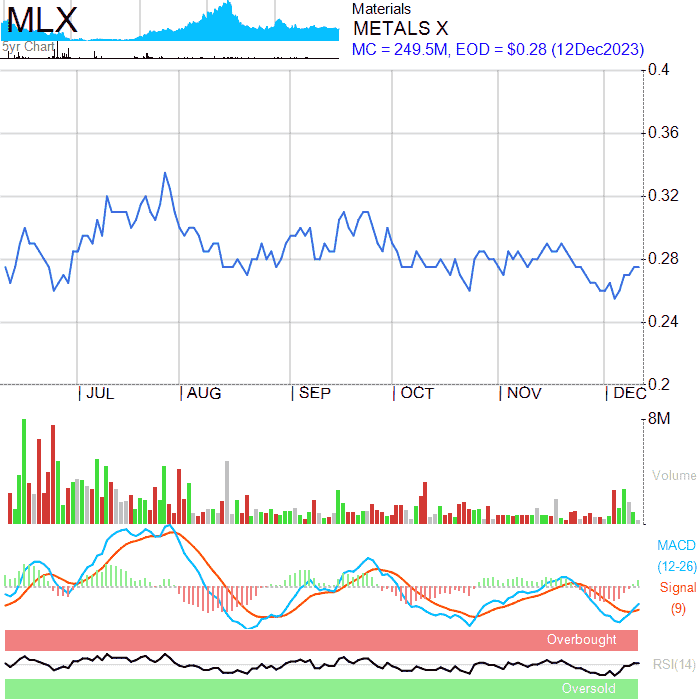 MLX
5yr Chart
Materials
METALS X
MC = 249.5M, EOD = $0.28 (12Dec2023)
0.4
0.36
0.32
0.28
0.24
0.2
JUL AUG SEP OCT NOV DEC
8M
Volume
MACD
(12-26)
Signal
(9)
Overbought
RSI(14)
Oversold